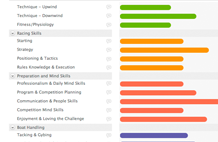 Technique - Upwind
Technique - Downwind
Fitness/Physiology
Racing Skills
Starting
Strategy
Positioning & Tactics
Rules Knowledge & Execution
Preparation and Mind Skills
Professionalism & Daily Mind Skills
Program & Competition Planning
Communication & People Skills
Competition Mind Skills
Enjoyment & Loving the Challenge
Boat Handling
Tacking & Gybing